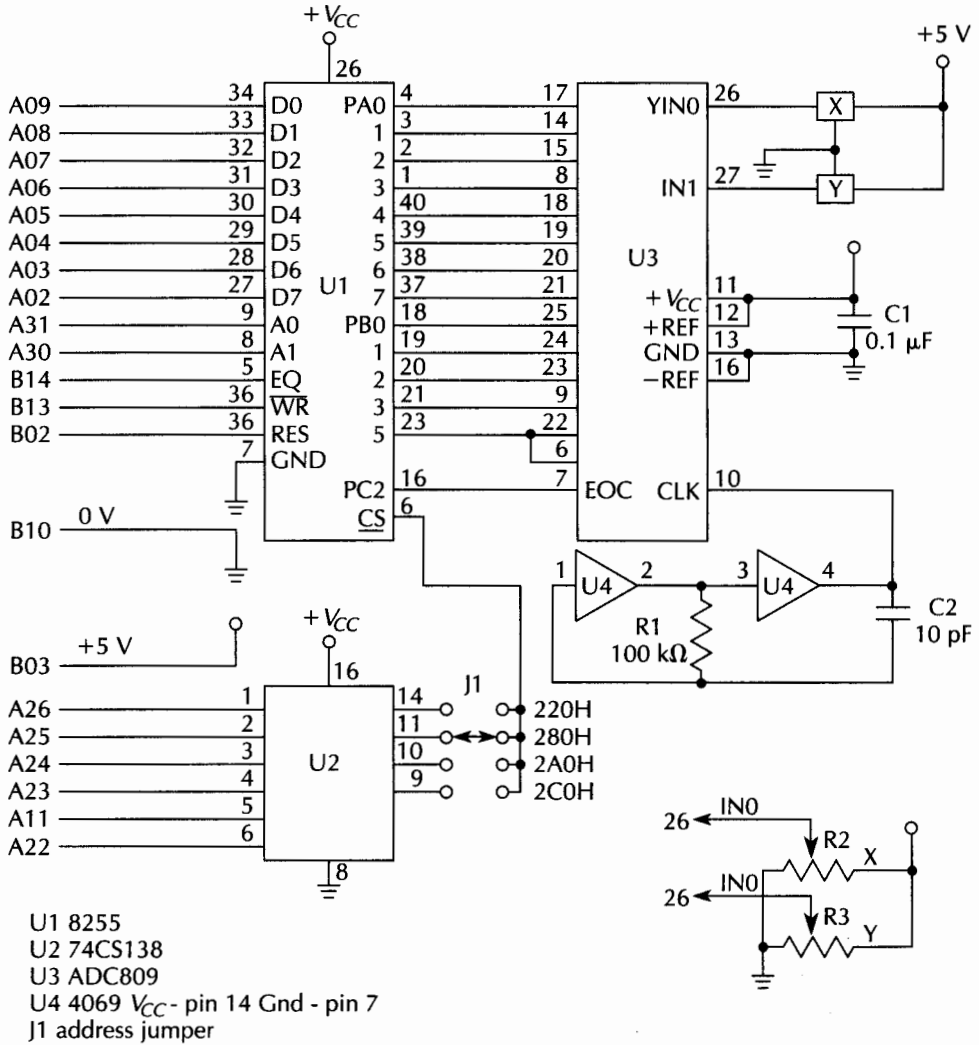 +VCC
+5 V
26
A09 34 D0 PA0 4 17 YIN0 26 X
A08 33 D1 1 3 14
A07 32 D2 2 2 15
A06 31 D3 3 1 8 IN1 27 Y
A05 30 D4 4 40 18
A04 29 D5 5 39 19
A03 28 D6 6 38 20
U1
U3
A02 27 D7 7 37 21 +VCC 11
A31 9 A0 PB0 18 25 +REF 12
C1
0.1 μF
A30 8 A1 1 19 24 GND 13
B14 5 EQ 2 20 23 −REF 16
B13 36 WR 3 21 9
B02 36 RES 5 23 22
7 GND 6
PC2 16 7 EOC CLK 10
CS 6
B10 0 V
1 U4 2 3 U4 4
R1
100 kΩ
C2
10 pF
B03 +5 V
+VCC
16
J1
A26 1 14 220H
A25 2 11 280H
A24 3 U2 10 2A0H
A23 4 9 2C0H
A11 5
A22 6
8
26 IN0 R2 X
26 IN0 R3 Y
U1 8255
U2 74CS138
U3 ADC809
U4 4069 VCC - pin 14 Gnd - pin 7
J1 address jumper